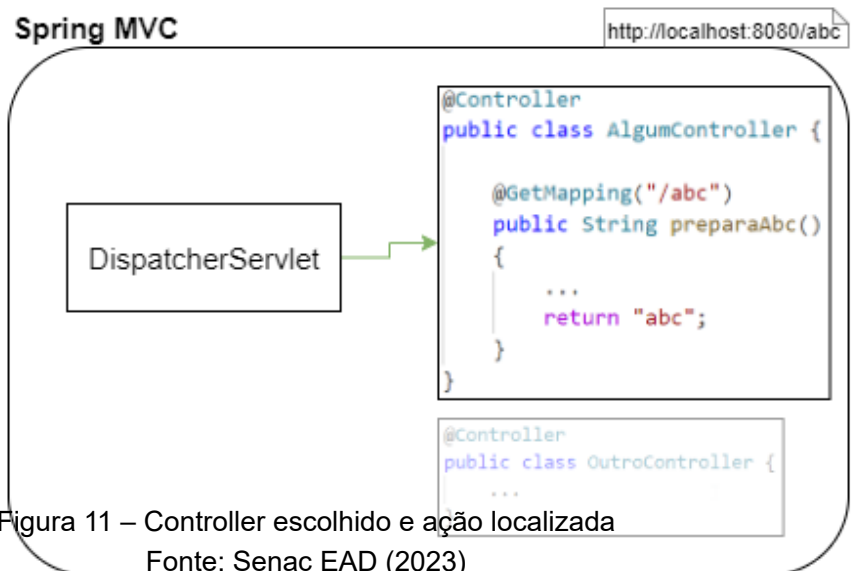 Spring MVC
http://localhost:8080/abc
@Controller
public class AlgumController {
@GetMapping("/abc")
public String preparaAbc()
{
...
return "abc";
}
}
DispatcherServlet
@Controller
public class OutroController {
...
}
Figura 11 – Controller escolhido e ação localizada
Fonte: Senac EAD (2023)